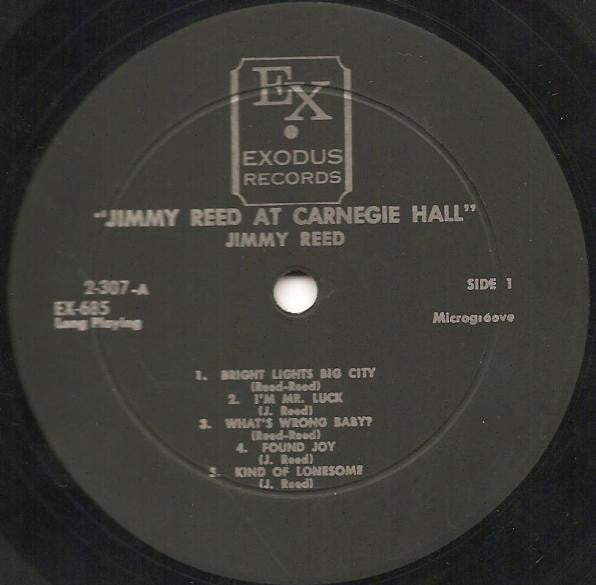 EX
EXODUS
RECORDS
"JIMMY REED AT CARNEGIE HALL"
JIMMY REED
2-307-A
EX-685
Long Playing
SIDE 1
Microgroove
1. BRIGHT LIGHTS BIG CITY
(Reed-Reed)
2. I'M MR. LUCK
(J. Reed)
3. WHAT'S WRONG BABY?
(Reed-Reed)
4. FOUND JOY
(J. Reed)
5. KIND OF LONESOME
(J. Reed)